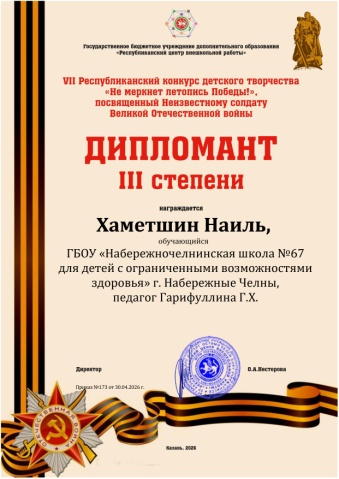 Государственное бюджетное учреждение дополнительного образования
«Республиканский центр внешкольной работы»
VII Республиканский конкурс детского творчества
«Не меркнет летопись Победы!»,
посвященный Неизвестному солдату
Великой Отечественной войны
ДИПЛОМАНТ
III степени
награждается
Хаметшин Наиль,
обучающийся
ГБОУ «Набережночелнинская школа №67
для детей с ограниченными возможностями
здоровья» г. Набережные Челны,
педагог Гарифуллина Г.Х.
Директор
О.А.Нестерова
Приказ №173 от 30.04.2026 г.
ОТЕЧЕСТВЕННАЯ ВОЙНА
Казань, 2026